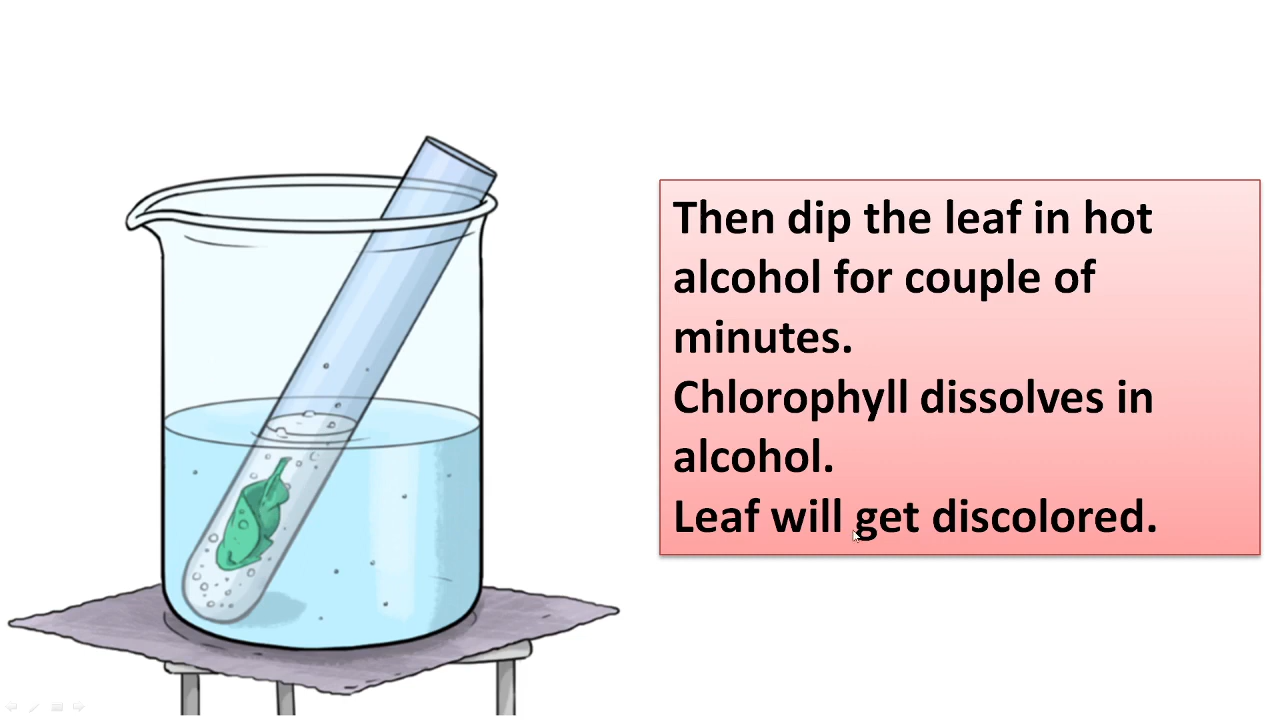 Then dip the leaf in hot
alcohol for couple of
minutes.
Chlorophyll dissolves in
alcohol.
Leaf will get discolored.